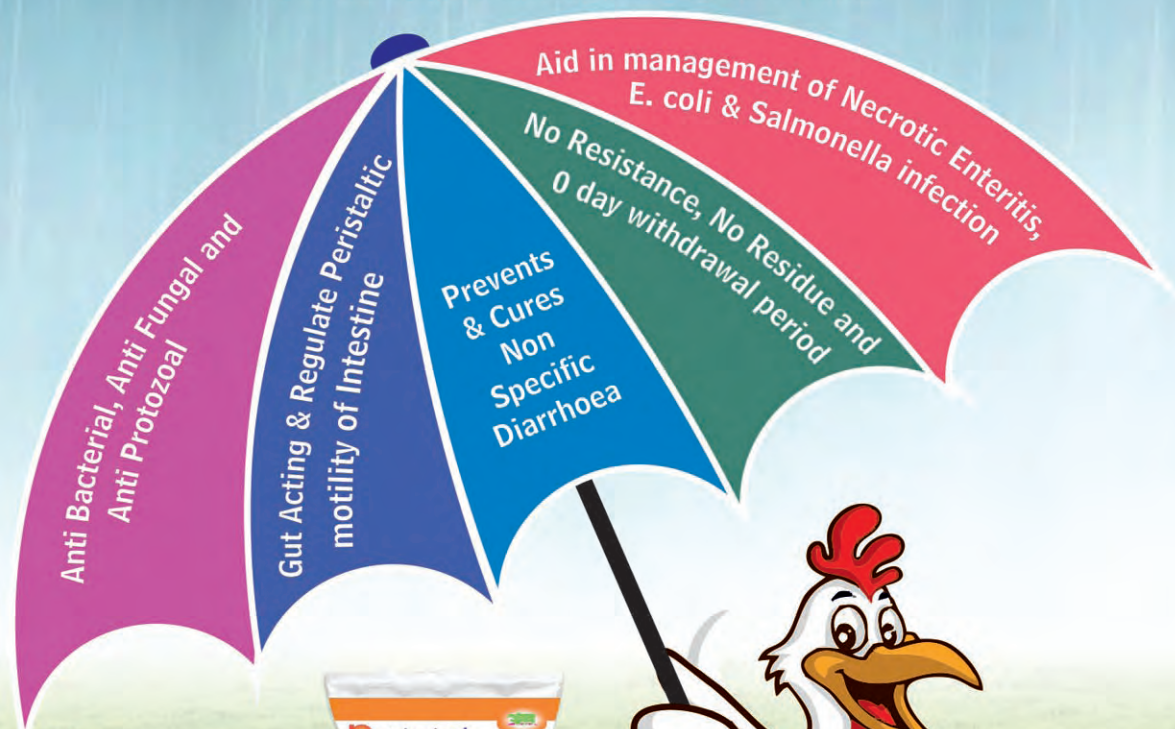 Anti Bacterial, Anti Fungal and
Anti Protozoal
Gut Acting & Regulate Peristaltic
motility of Intestine
Prevents
& Cures
Non
Specific
Diarrhoea
No Resistance, No Residue and
0 day withdrawal period
Aid in management of Necrotic Enteritis,
E. coli & Salmonella infection